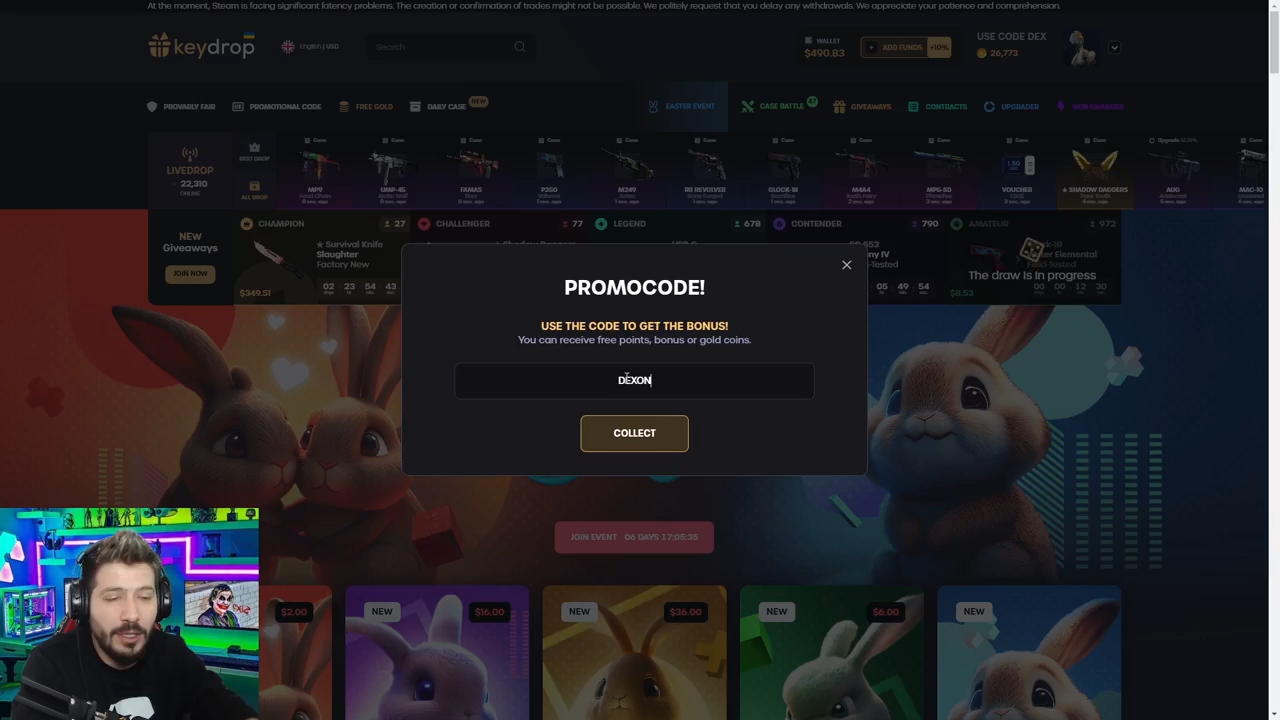 At the moment, Steam is facing significant latency problems. The creation or confirmation of trades might not be possible. We politely request that you delay any withdrawals. We appreciate your patience and comprehension.
keydrop
English | USD
Search
WALLET
$490.83
ADD FUNDS
+10%
USE CODE DEX
26,773
PROVABLY FAIR
PROMOTIONAL CODE
FREE GOLD
DAILY CASE
NEW
EASTER EVENT
CASE BATTLE
GIVEAWAYS
CONTRACTS
UPGRADER
LIVEDROP
22,310
ONLINE
BEST DROP
ALL DROP
MP9
UMP-45
FAMAS
P250
M249
R8 REVOLVER
GLOCK-18
M4A4
MP5-SD
VOUCHER
★ SHADOW DAGGERS
AUG
MAC-10
NEW
Giveaways
JOIN NOW
CHAMPION
27
★ Survival Knife
Slaughter
Factory New
$349.51
02 23 54 43
CHALLENGER
77
LEGEND
678
CONTENDER
790
05 49 54
AMATEUR
972
The draw is in progress
$8.53
00 00 12 30
PROMOCODE!
USE THE CODE TO GET THE BONUS!
You can receive free points, bonus or gold coins.
DEXON
COLLECT
JOIN EVENT 06 DAYS 17:05:35
$2.00
NEW
$16.00
NEW
$36.00
NEW
$6.00
NEW